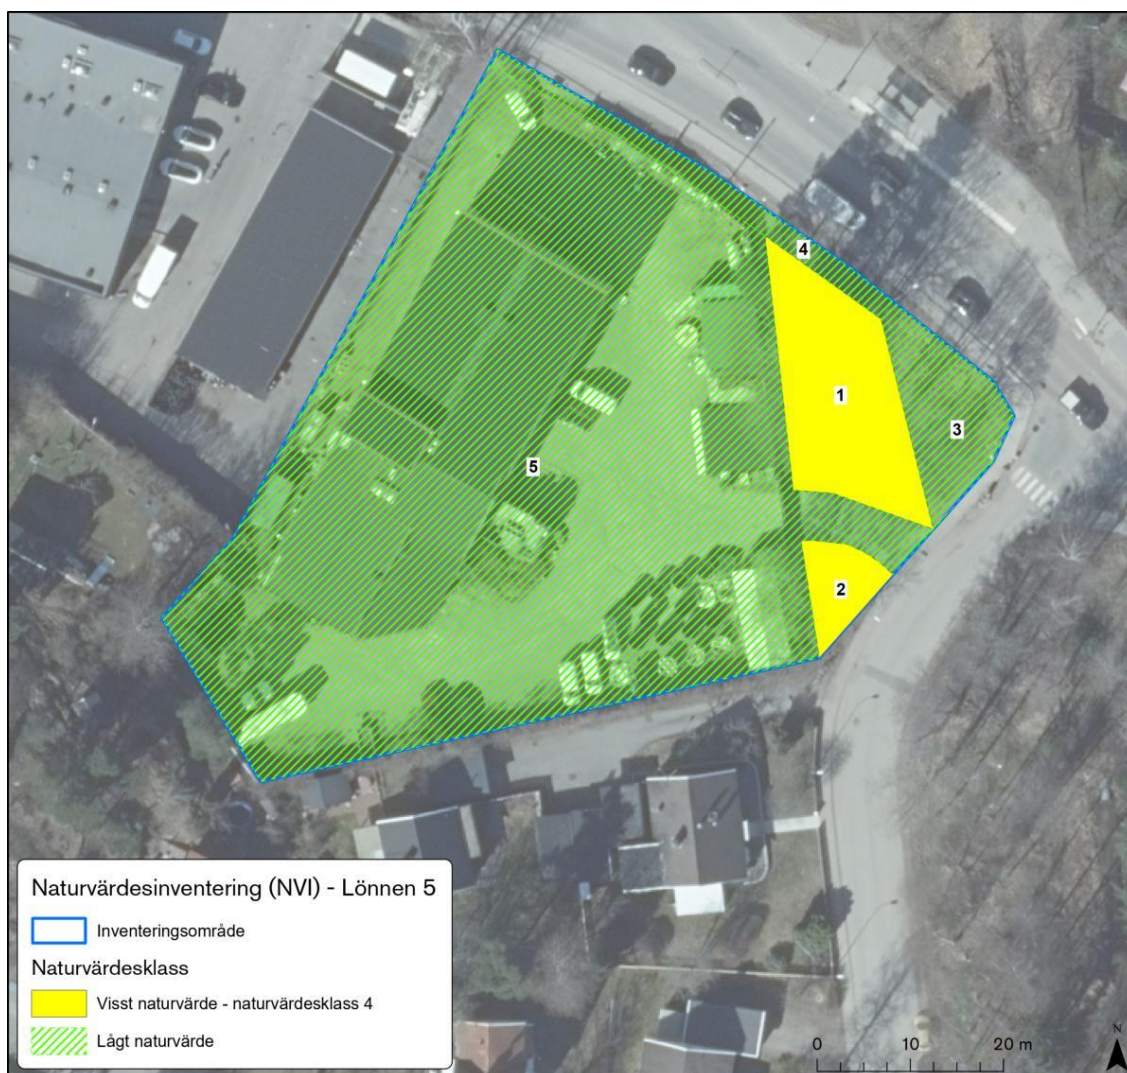 4
1
3
5
2
Naturvärdesinventering (NVI) - Lönnen 5
Inventeringsområde
Naturvärdesklass
Visst naturvärde - naturvärdesklass 4
Lågt naturvärde
0 10 20 m
N